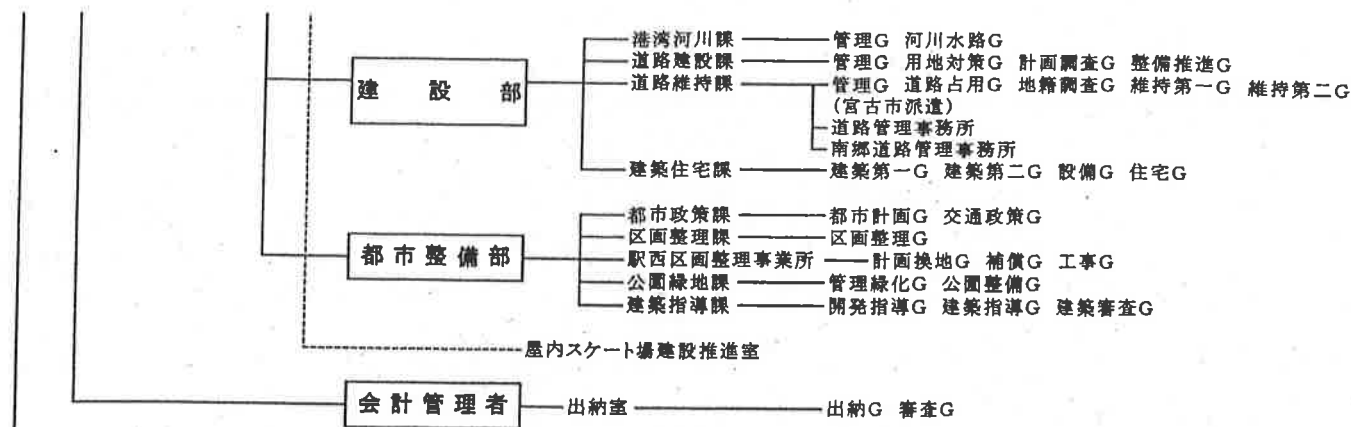 港湾河川課 管理G 河川水路G
道路建設課 管理G 用地対策G 計画調査G 整備推進G
建設部 道路維持課 管理G 道路占用G 地籍調査G 維持第一G 維持第二G
(宮古市派遣)
道路管理事務所
南郷道路管理事務所
建築住宅課 建築第一G 建築第二G 設備G 住宅G
都市政策課 都市計画G 交通政策G
区画整理課 区画整理G
都市整備部 駅西区画整理事業所 計画換地G 補償G 工事G
公園緑地課 管理緑化G 公園整備G
建築指導課 開発指導G 建築指導G 建築審査G
屋内スケート場建設推進室
会計管理者 出納室 出納G 審査G